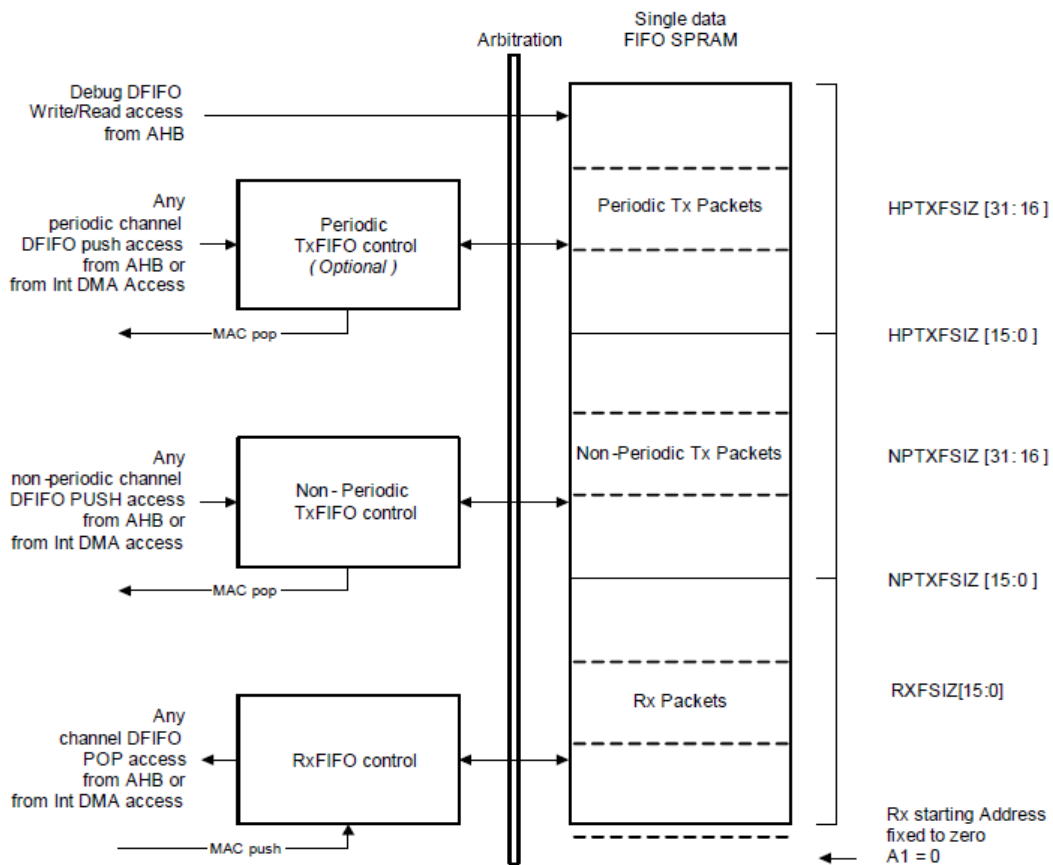 Single data
FIFO SPRAM
Arbitration
Debug DFIFO
Write/Read access
from AHB
Any
periodic channel
DFIFO push access
from AHB or
from Int DMA Access
Periodic
TxFIFO control
( Optional )
MAC pop
Periodic Tx Packets
HPTXFSIZ [31: 16 ]
HPTXFSIZ [15:0 ]
Any
non-periodic channel
DFIFO PUSH access
from AHB or
from Int DMA access
Non - Periodic
TxFIFO control
MAC pop
Non -Periodic Tx Packets
NPTXFSIZ [31: 16 ]
NPTXFSIZ [15:0 ]
Any
channel DFIFO
POP access
from AHB or
from Int DMA access
RxFIFO control
MAC push
Rx Packets
RXFSIZ[15:0]
Rx starting Address
fixed to zero
A1 = 0